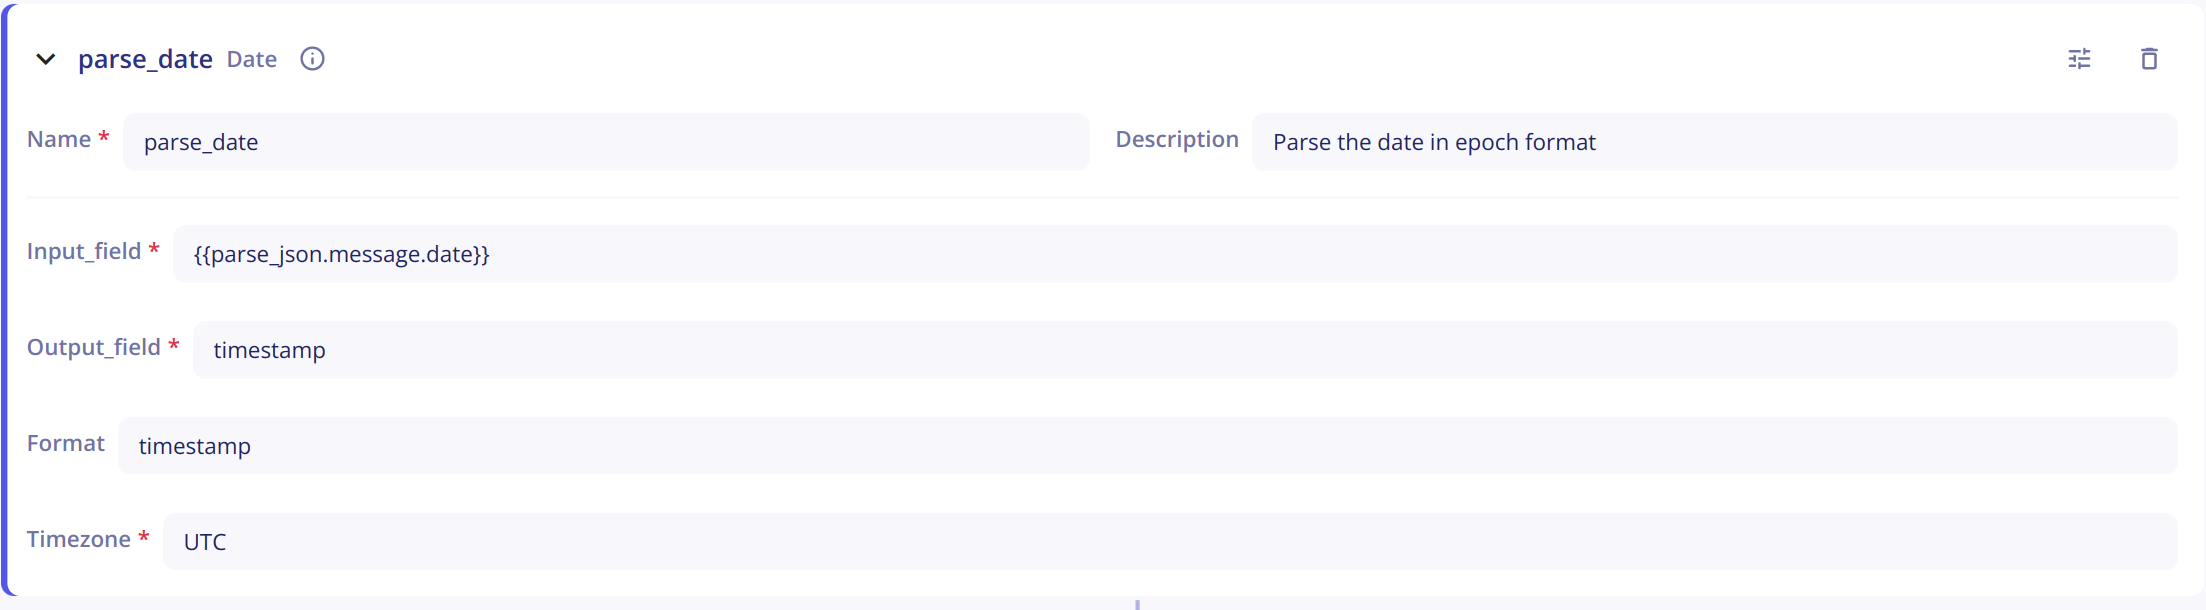 parse_date Date
Name * parse_date Description Parse the date in epoch format
Input_field * {{parse_json.message.date}}
Output_field * timestamp
Format timestamp
Timezone * UTC